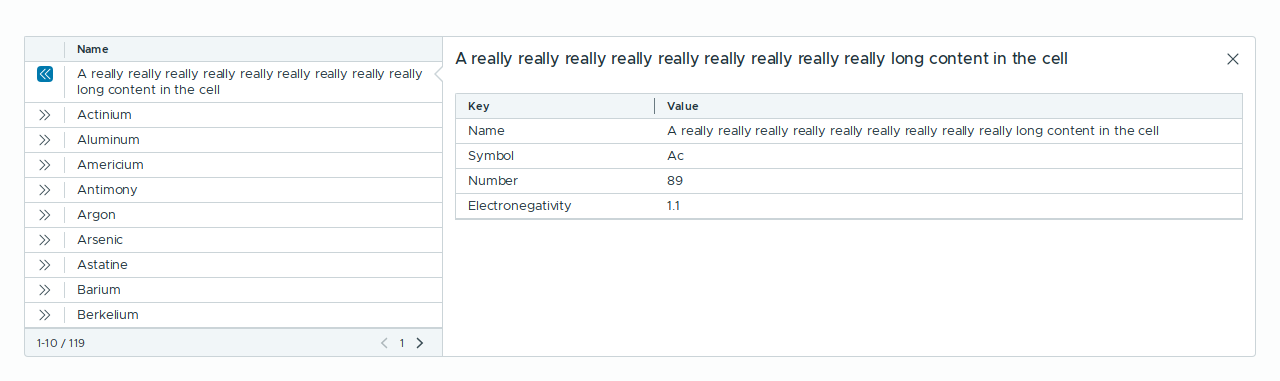 Name
A really really really really really really really really really
long content in the cell
Actinium
Aluminum
Americium
Antimony
Argon
Arsenic
Astatine
Barium
Berkelium
1-10 / 119
1
A really really really really really really really really really long content in the cell
Key Value
Name A really really really really really really really really really long content in the cell
Symbol Ac
Number 89
Electronegativity 1.1